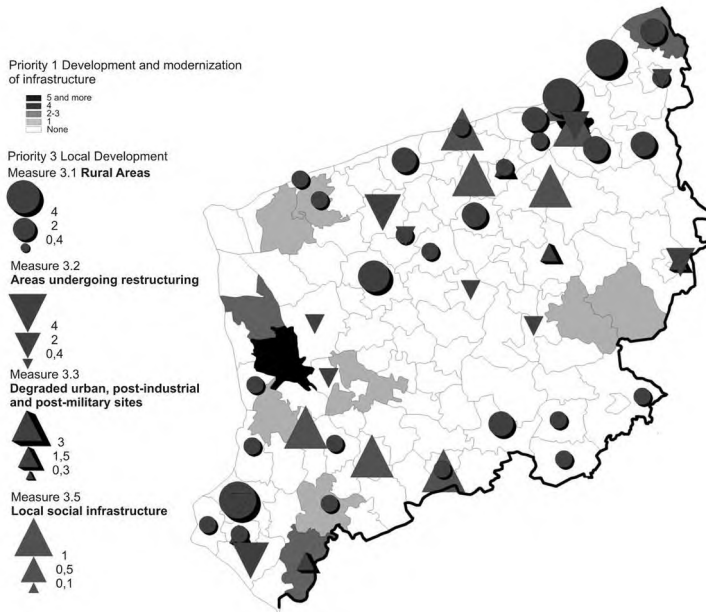 Priority 1 Development and modernization
of infrastructure
5 and more
4
2-3
1
None
Priority 3 Local Development
Measure 3.1 Rural Areas
4
2
0,4
Measure 3.2
Areas undergoing restructuring
4
2
0,4
Measure 3.3
Degraded urban, post-industrial
and post-military sites
3
1,5
0,3
Measure 3.5
Local social infrastructure
1
0,5
0,1